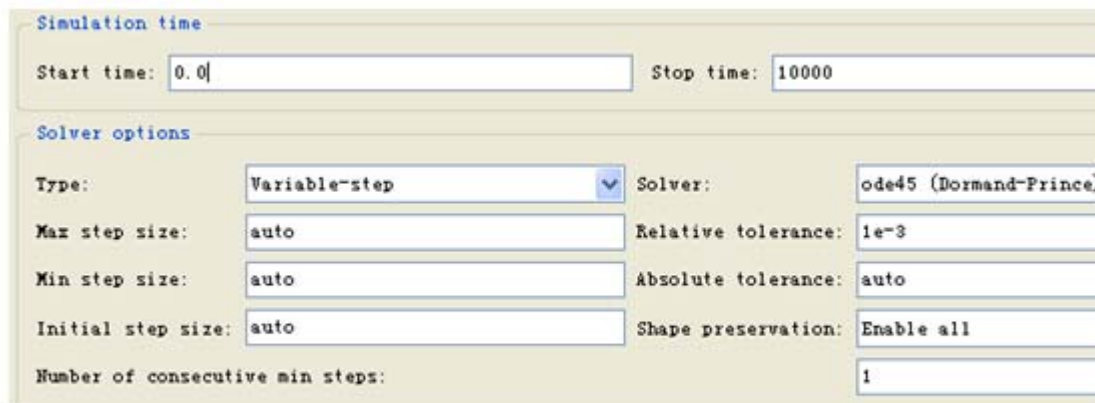 Simulation time
Start time: 0.0 Stop time: 10000
Solver options
Type: Variable-step Solver: ode45 (Dormand-Prince)
Max step size: auto Relative tolerance: 1e-3
Min step size: auto Absolute tolerance: auto
Initial step size: auto Shape preservation: Enable all
Number of consecutive min steps: 1